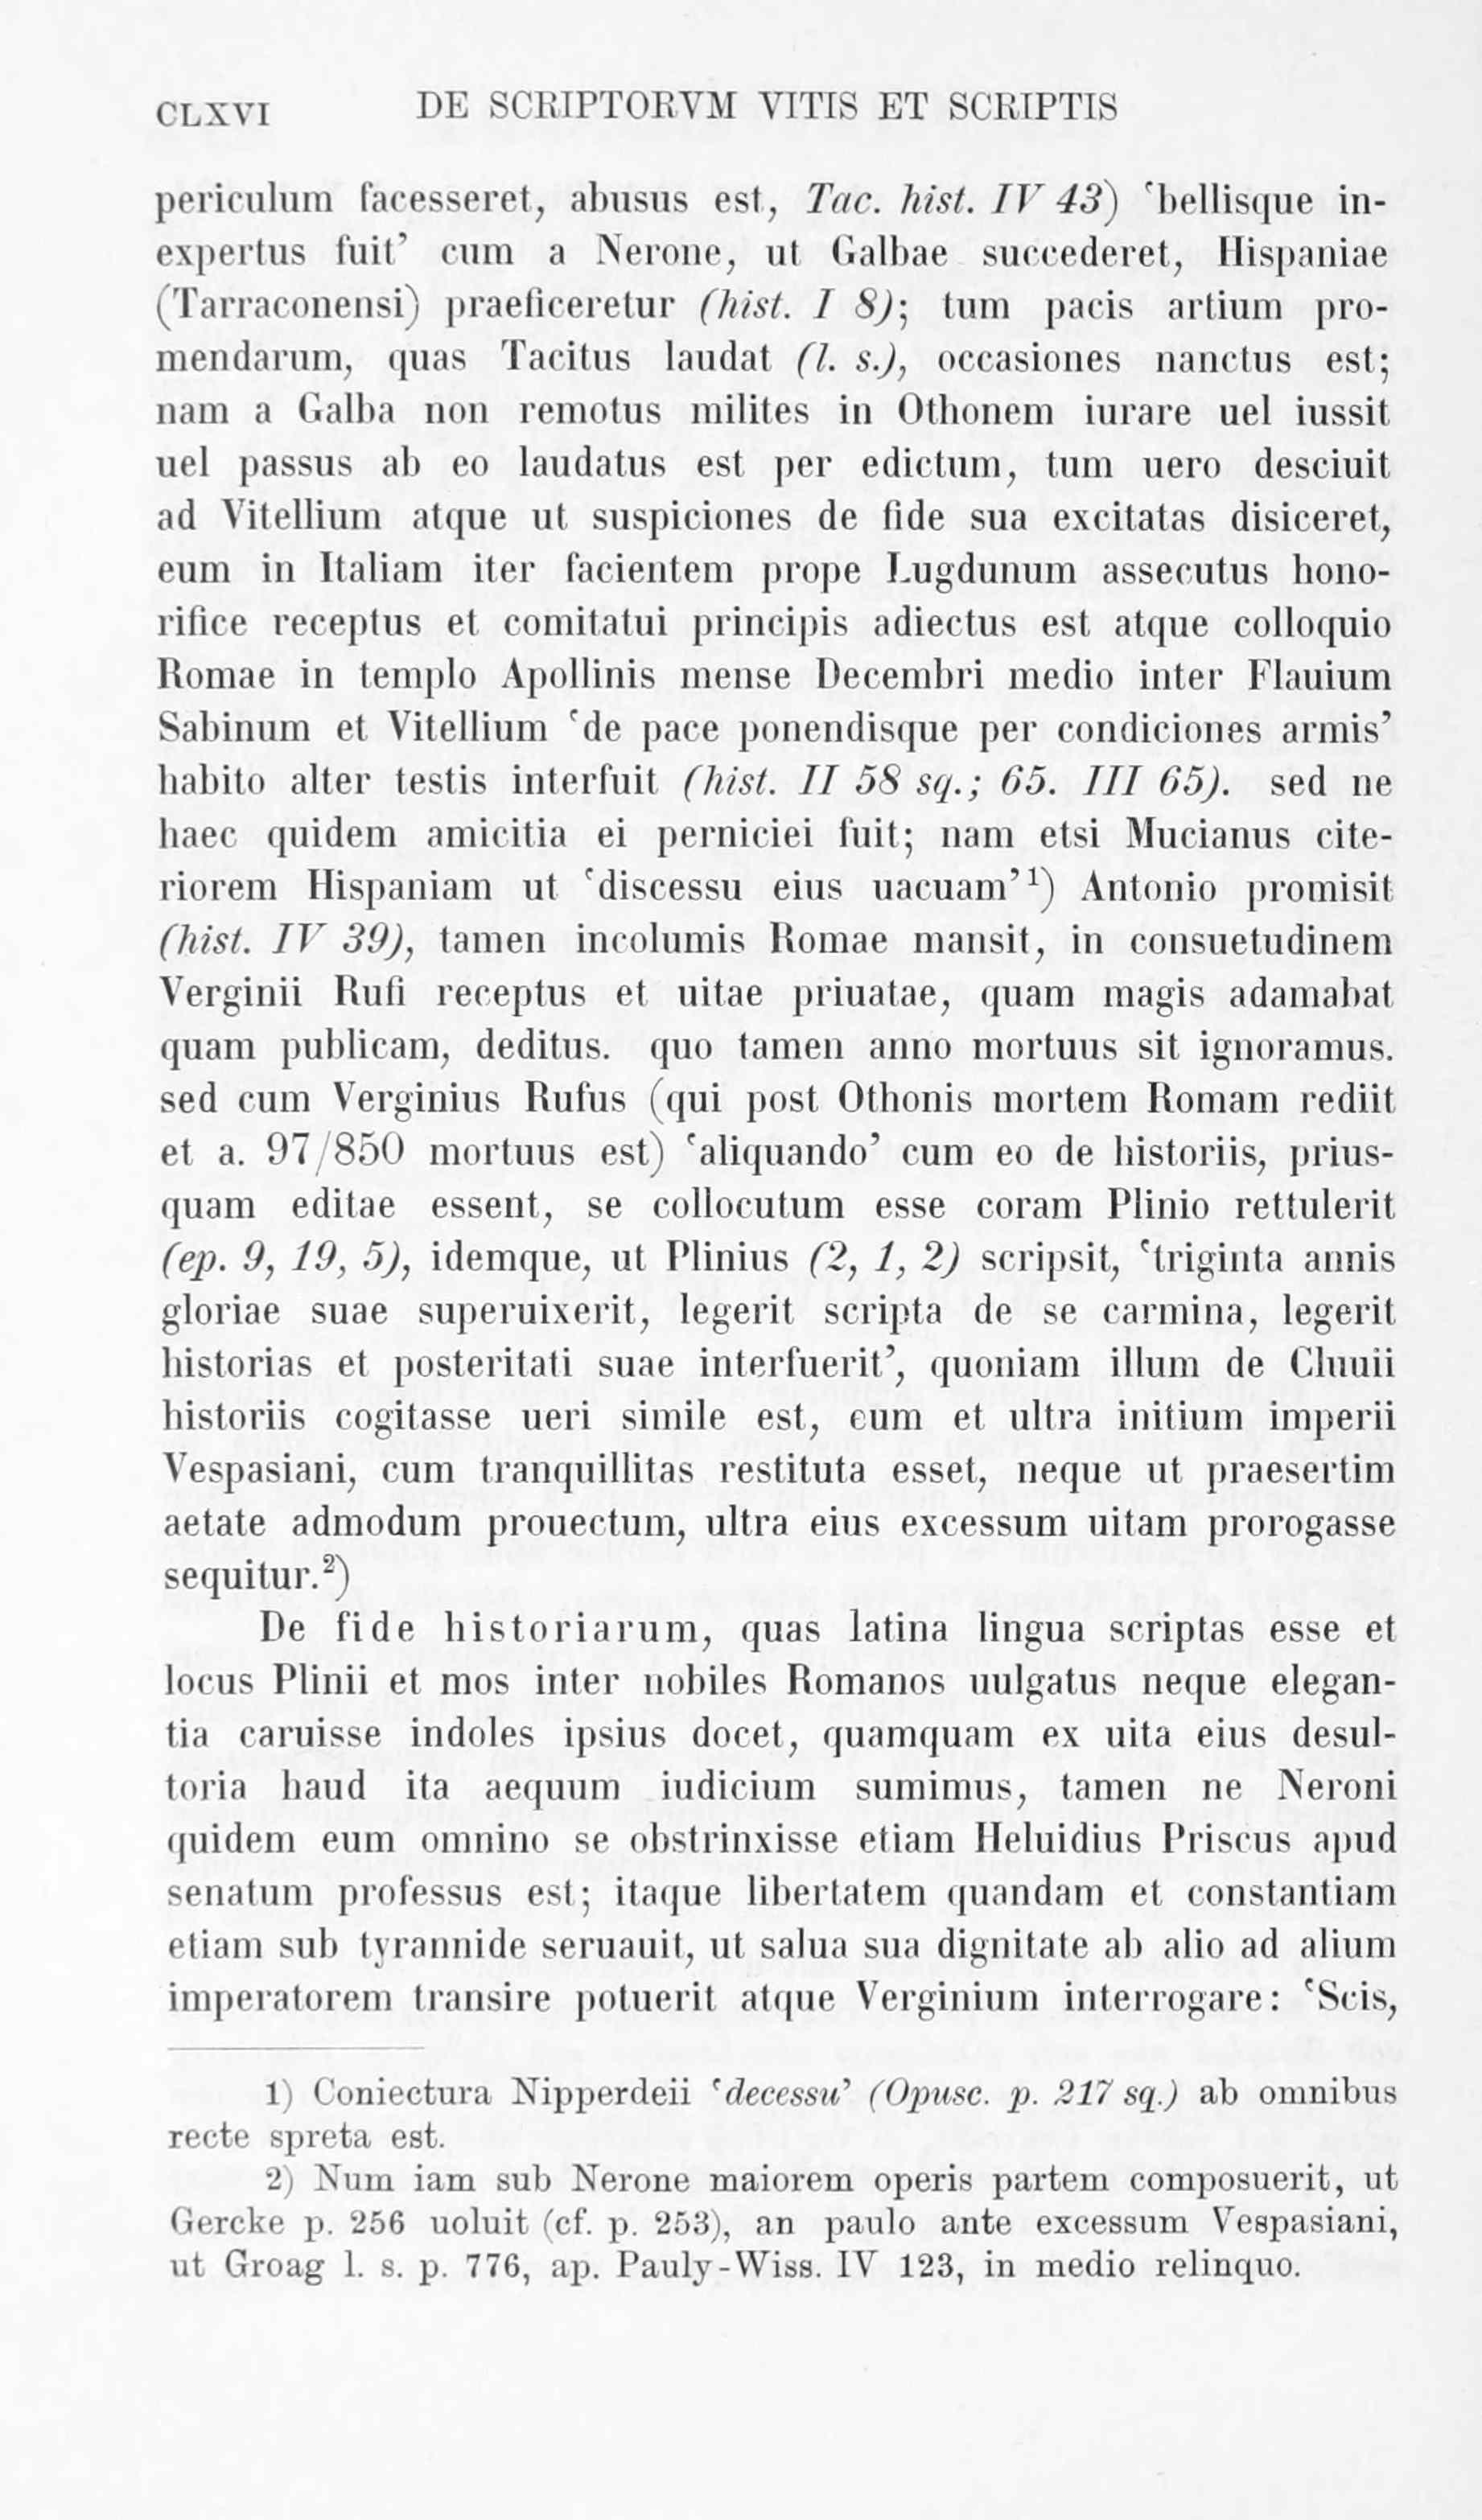 CLXVI DE SCRIPTORVM VITIS ET SCRIPTIS
periculum facesseret, abusus est, Tac. hist. IV 43) ‘bellisque in-
expertus fuit’ cum a Nerone, ut Galbae succederet, Hispaniae
(Tarraconensi) praeficeretur (hist. I 8); tum pacis artium pro-
mendarum, quas Tacitus laudat (l. s.), occasiones nanctus est;
nam a Galba non remotus milites in Othonem iurare uel iussit
uel passus ab eo laudatus est per edictum, tum uero desciuit
ad Vitellium atque ut suspiciones de fide sua excitatas disiceret,
eum in Italiam iter facientem prope Lugdunum assecutus hono-
rifice receptus et comitatui principis adiectus est atque colloquio
Romae in templo Apollinis mense Decembri medio inter Flauium
Sabinum et Vitellium ‘de pace ponendisque per condiciones armis’
habito alter testis interfuit (hist. II 58 sq.; 65. III 65). sed ne
haec quidem amicitia ei perniciei fuit; nam etsi Mucianus cite-
riorem Hispaniam ut ‘discessu eius uacuam’¹) Antonio promisit
(hist. IV 39), tamen incolumis Romae mansit, in consuetudinem
Verginii Rufi receptus et uitae priuatae, quam magis adamabat
quam publicam, deditus. quo tamen anno mortuus sit ignoramus.
sed cum Verginius Rufus (qui post Othonis mortem Romam rediit
et a. 97/850 mortuus est) ‘aliquando’ cum eo de historiis, prius-
quam editae essent, se collocutum esse coram Plinio rettulerit
(ep. 9, 19, 5), idemque, ut Plinius (2, 1, 2) scripsit, ‘triginta annis
gloriae suae superuixerit, legerit scripta de se carmina, legerit
historias et posteritati suae interfuerit’, quoniam illum de Cluuii
historiis cogitasse ueri simile est, eum et ultra initium imperii
Vespasiani, cum tranquillitas restituta esset, neque ut praesertim
aetate admodum prouectum, ultra eius excessum uitam prorogasse
sequitur.²)
De fide historiarum, quas latina lingua scriptas esse et
locus Plinii et mos inter nobiles Romanos uulgatus neque elegan-
tia caruisse indoles ipsius docet, quamquam ex uita eius desul-
toria haud ita aequum iudicium sumimus, tamen ne Neroni
quidem eum omnino se obstrinxisse etiam Heluidius Priscus apud
senatum professus est; itaque libertatem quandam et constantiam
etiam sub tyrannide seruauit, ut salua sua dignitate ab alio ad alium
imperatorem transire potuerit atque Verginium interrogare: ‘Scis,
1) Coniectura Nipperdeii ‘decessu’ (Opusc. p. 217 sq.) ab omnibus
recte spreta est.
2) Num iam sub Nerone maiorem operis partem composuerit, ut
Gercke p. 256 uoluit (cf. p. 253), an paulo ante excessum Vespasiani,
ut Groag l. s. p. 776, ap. Pauly-Wiss. IV 123, in medio relinquo.